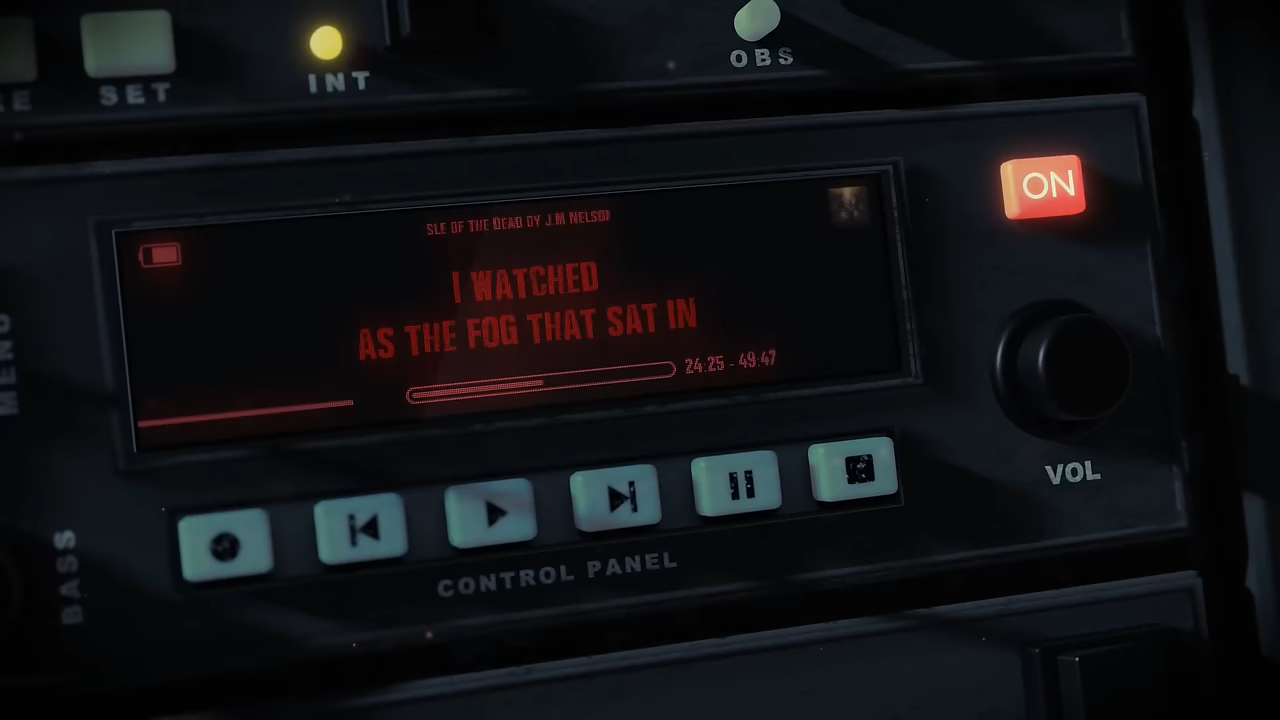 SET
INT
OBS
ON
SLE OF THE DEAD BY J.M NELSON
I WATCHED
AS THE FOG THAT SAT IN
24:25 - 49:47
MENU
VOL
BASS
CONTROL PANEL